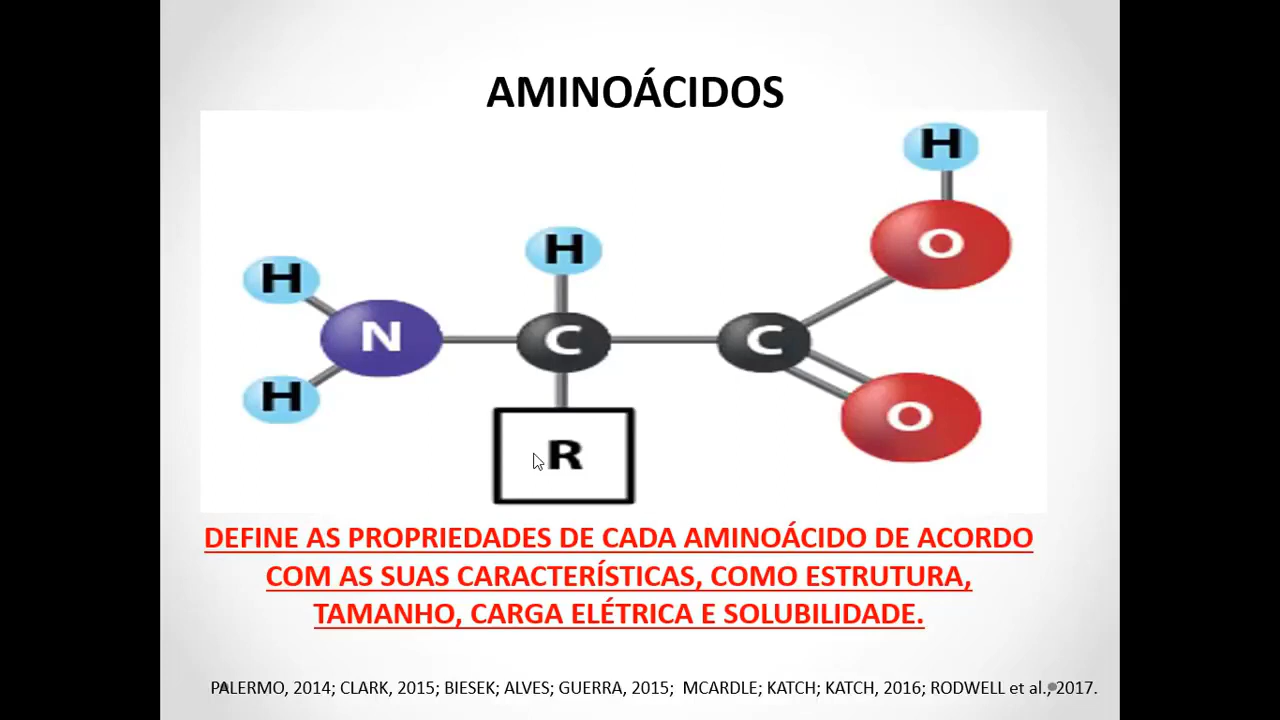 AMINOÁCIDOS
H
O
H
H
N
C
C
H
O
R
DEFINE AS PROPRIEDADES DE CADA AMINOÁCIDO DE ACORDO
COM AS SUAS CARACTERÍSTICAS, COMO ESTRUTURA,
TAMANHO, CARGA ELÉTRICA E SOLUBILIDADE.
PALERMO, 2014; CLARK, 2015; BIESEK; ALVES; GUERRA, 2015; MCARDLE; KATCH; KATCH, 2016; RODWELL et al., 2017.